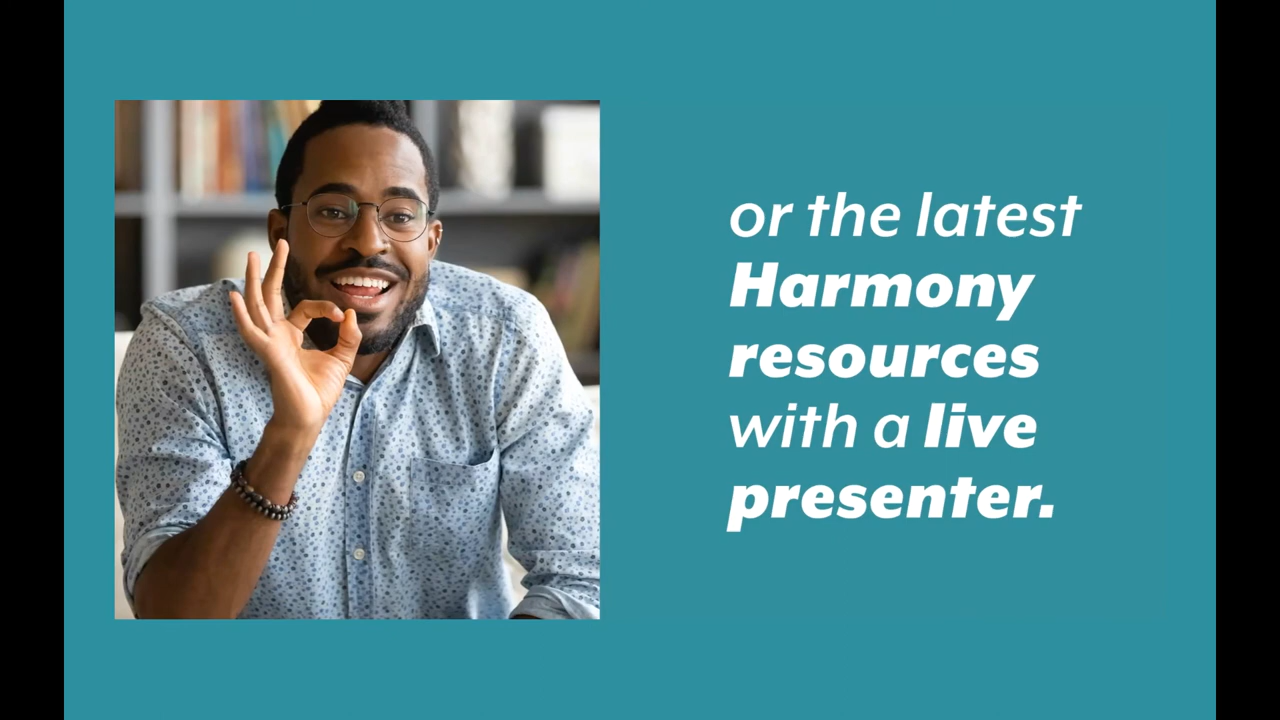 or the latest
Harmony
resources
with a live
presenter.